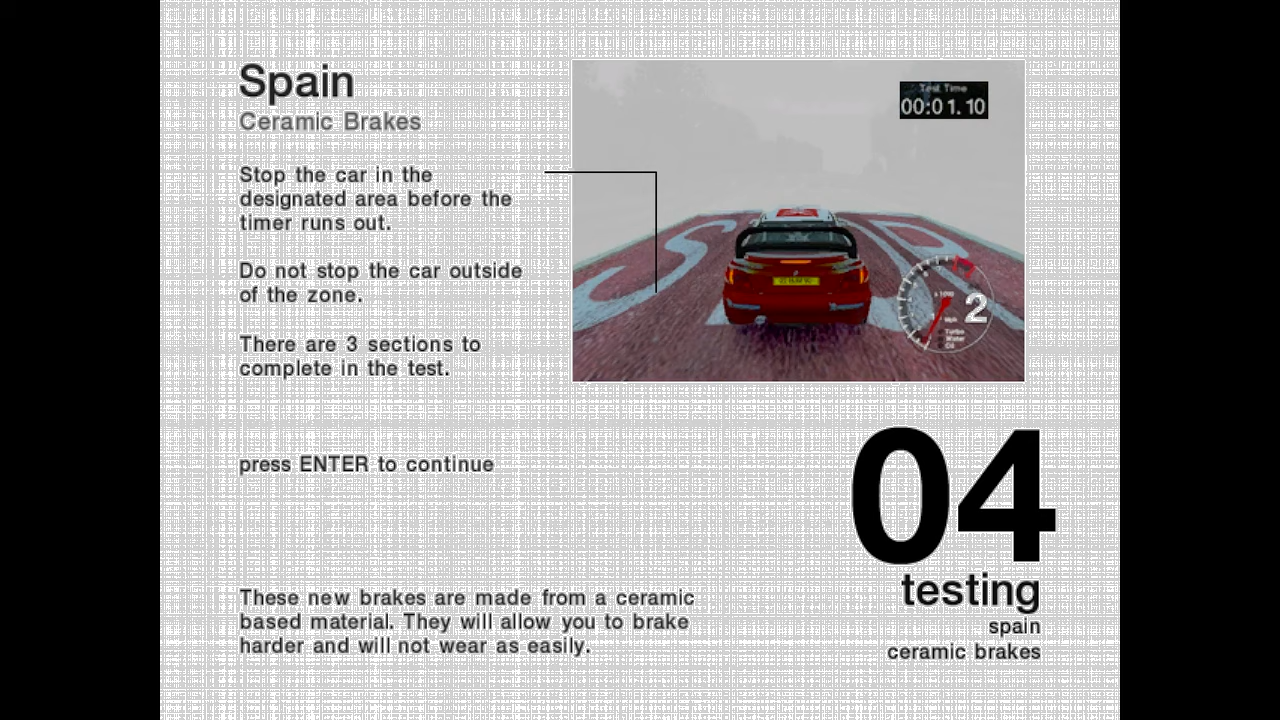 Spain
Ceramic Brakes
Stop the car in the
designated area before the
timer runs out.
Do not stop the car outside
of the zone.
There are 3 sections to
complete in the test.
press ENTER to continue
These new brakes are made from a ceramic
based material. They will allow you to brake
harder and will not wear as easily.
Test Time
00:01.10
2
Turbo
Water
04
testing
spain
ceramic brakes